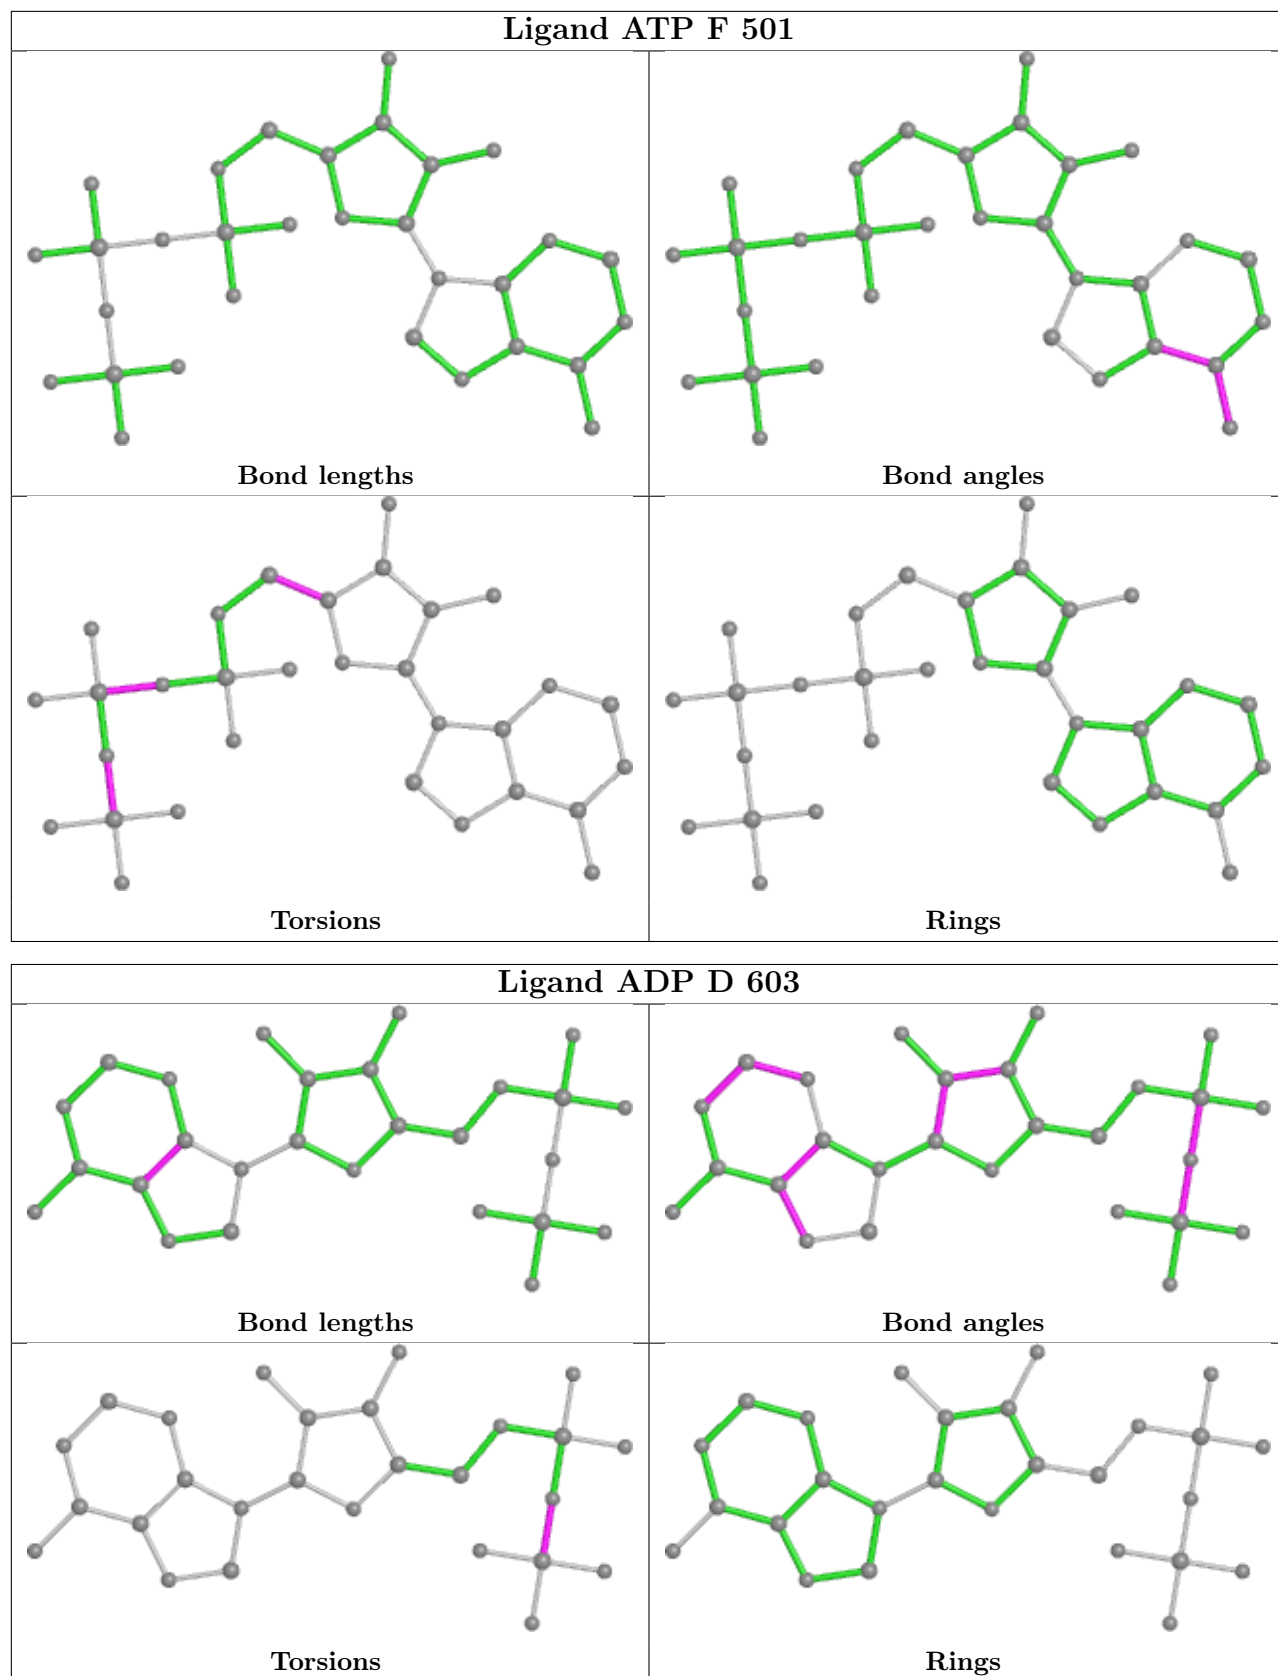 Ligand ATP F 501
Bond lengths
Bond angles
Torsions
Rings
Ligand ADP D 603
Bond lengths
Bond angles
Torsions
Rings